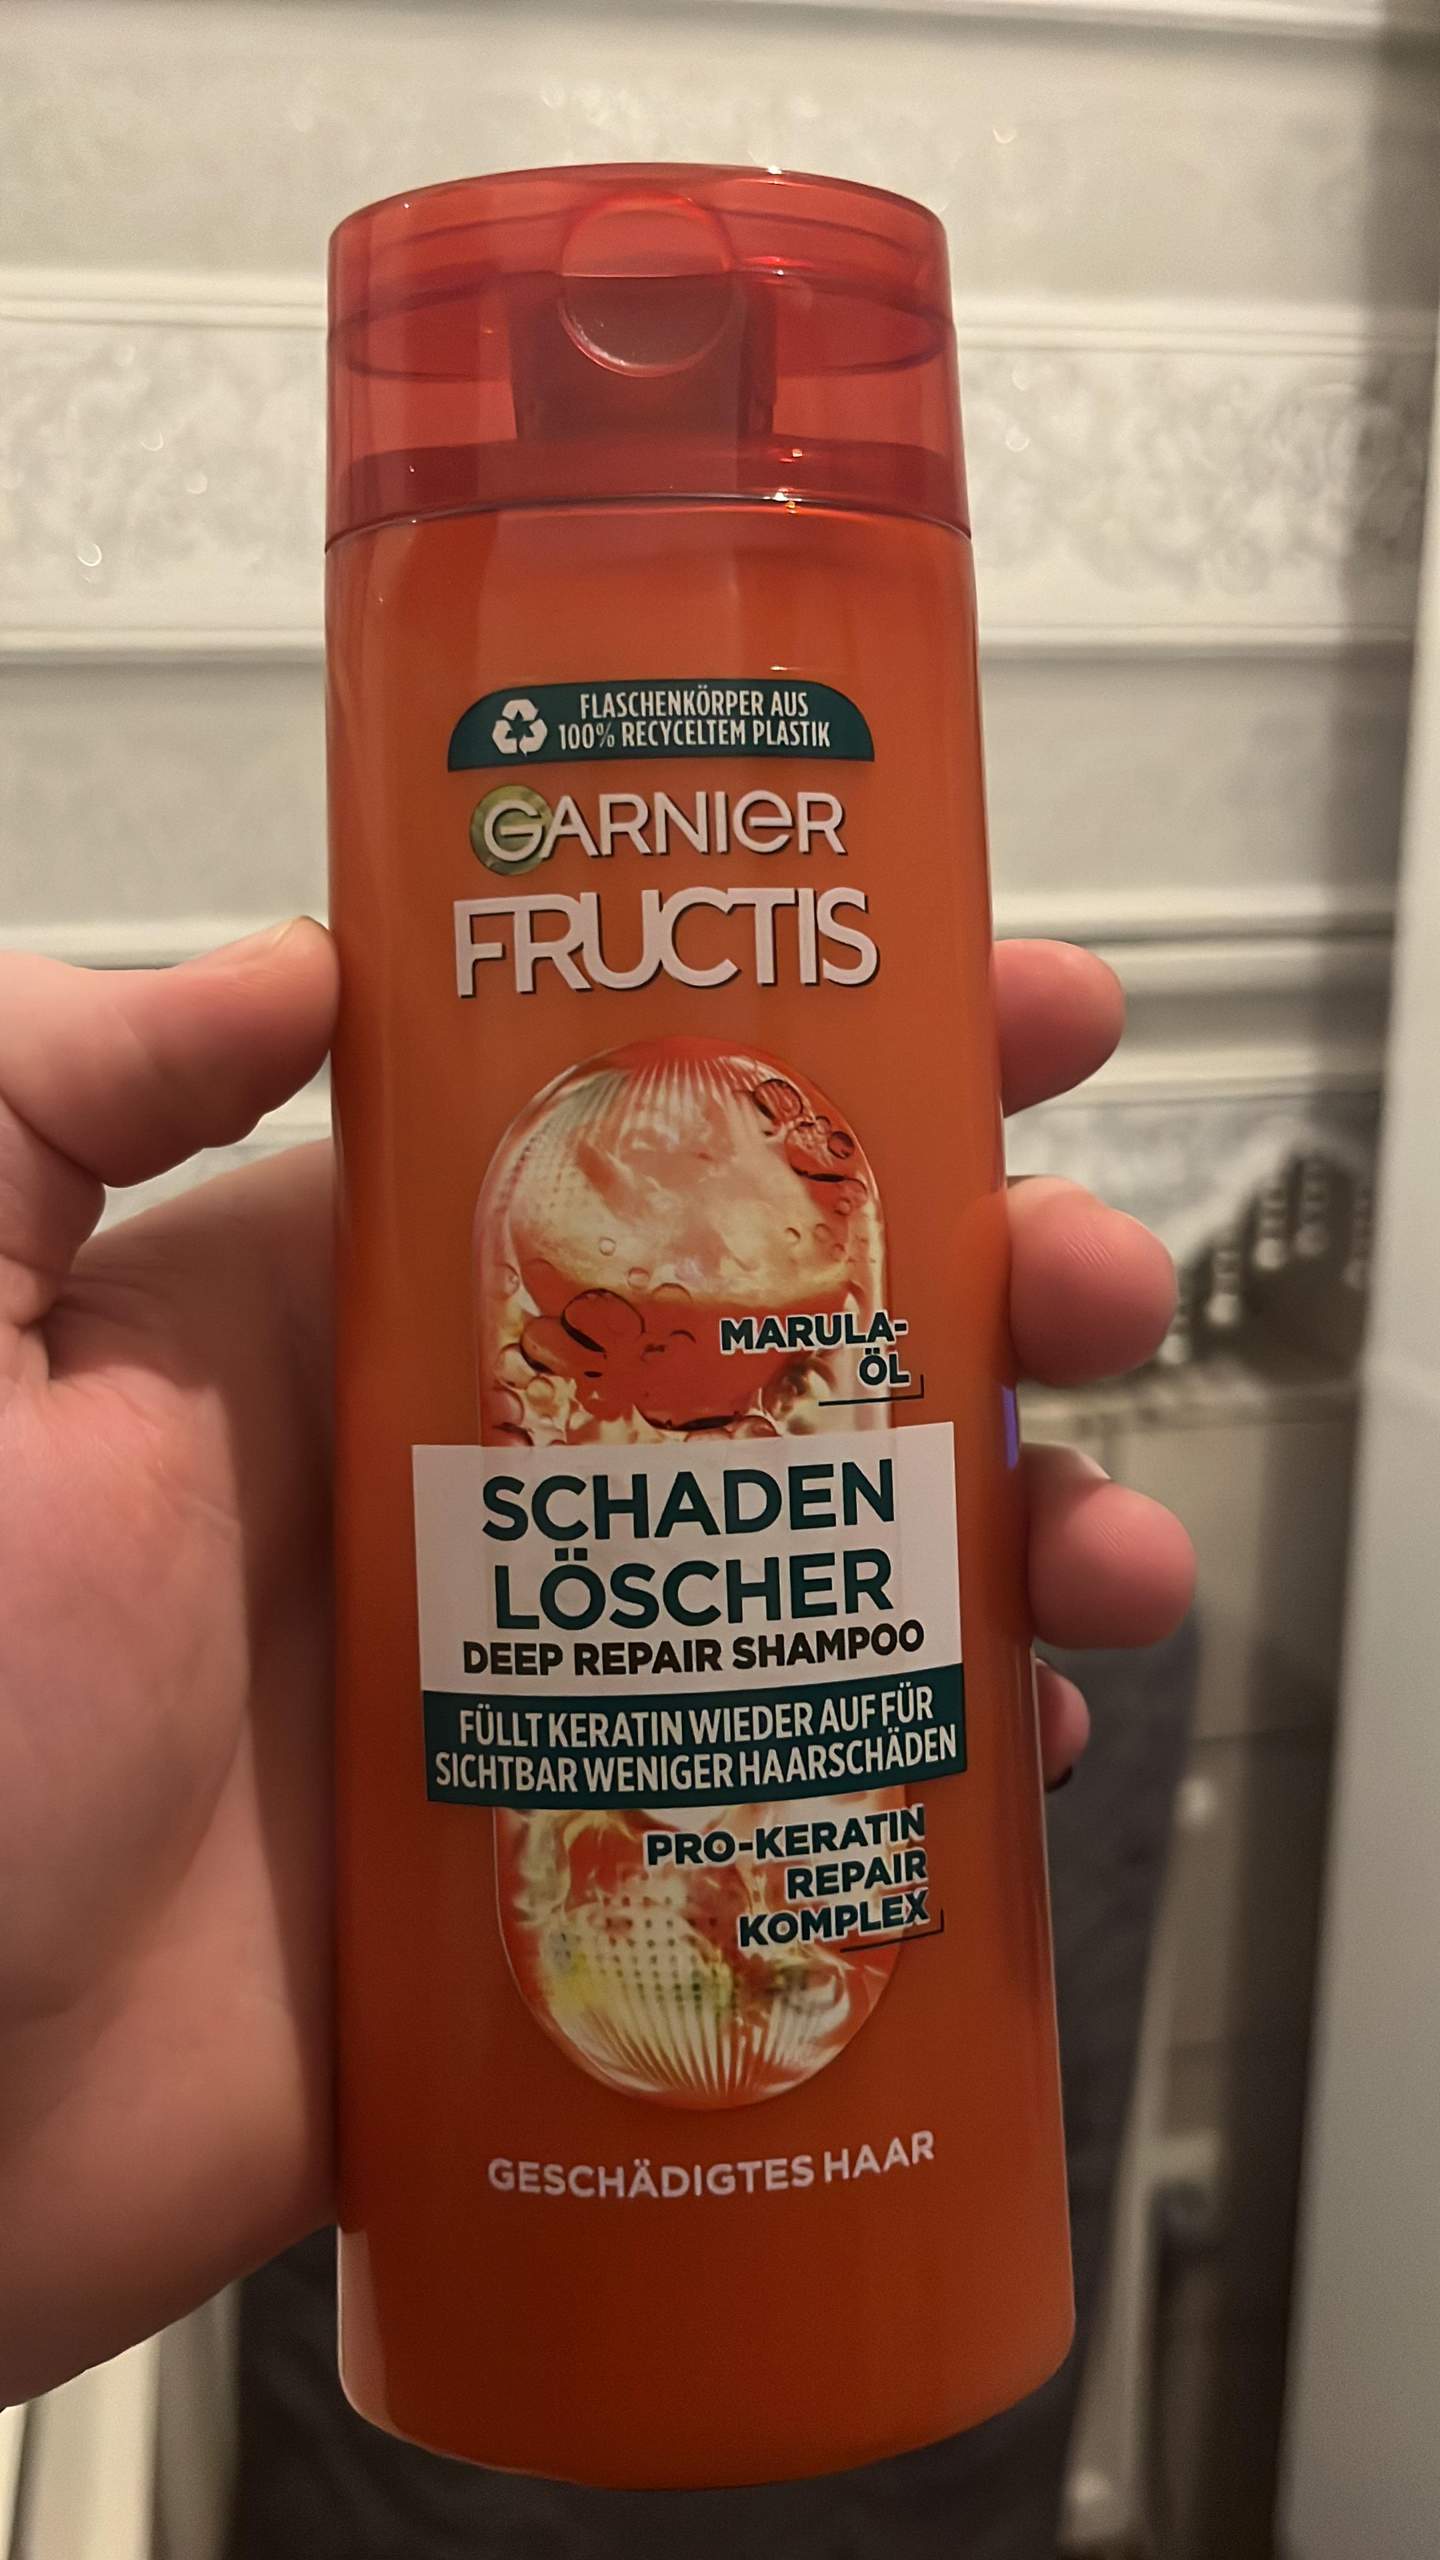 FLASCHENKÖRPER AUS
100% RECYCELTEM PLASTIK
GARNIER
FRUCTIS
MARULA-
ÖL
SCHADEN
LÖSCHER
DEEP REPAIR SHAMPOO
FÜLLT KERATIN WIEDER AUF FÜR
SICHTBAR WENIGER HAARSCHÄDEN
PRO-KERATIN
REPAIR
KOMPLEX
GESCHÄDIGTES HAAR